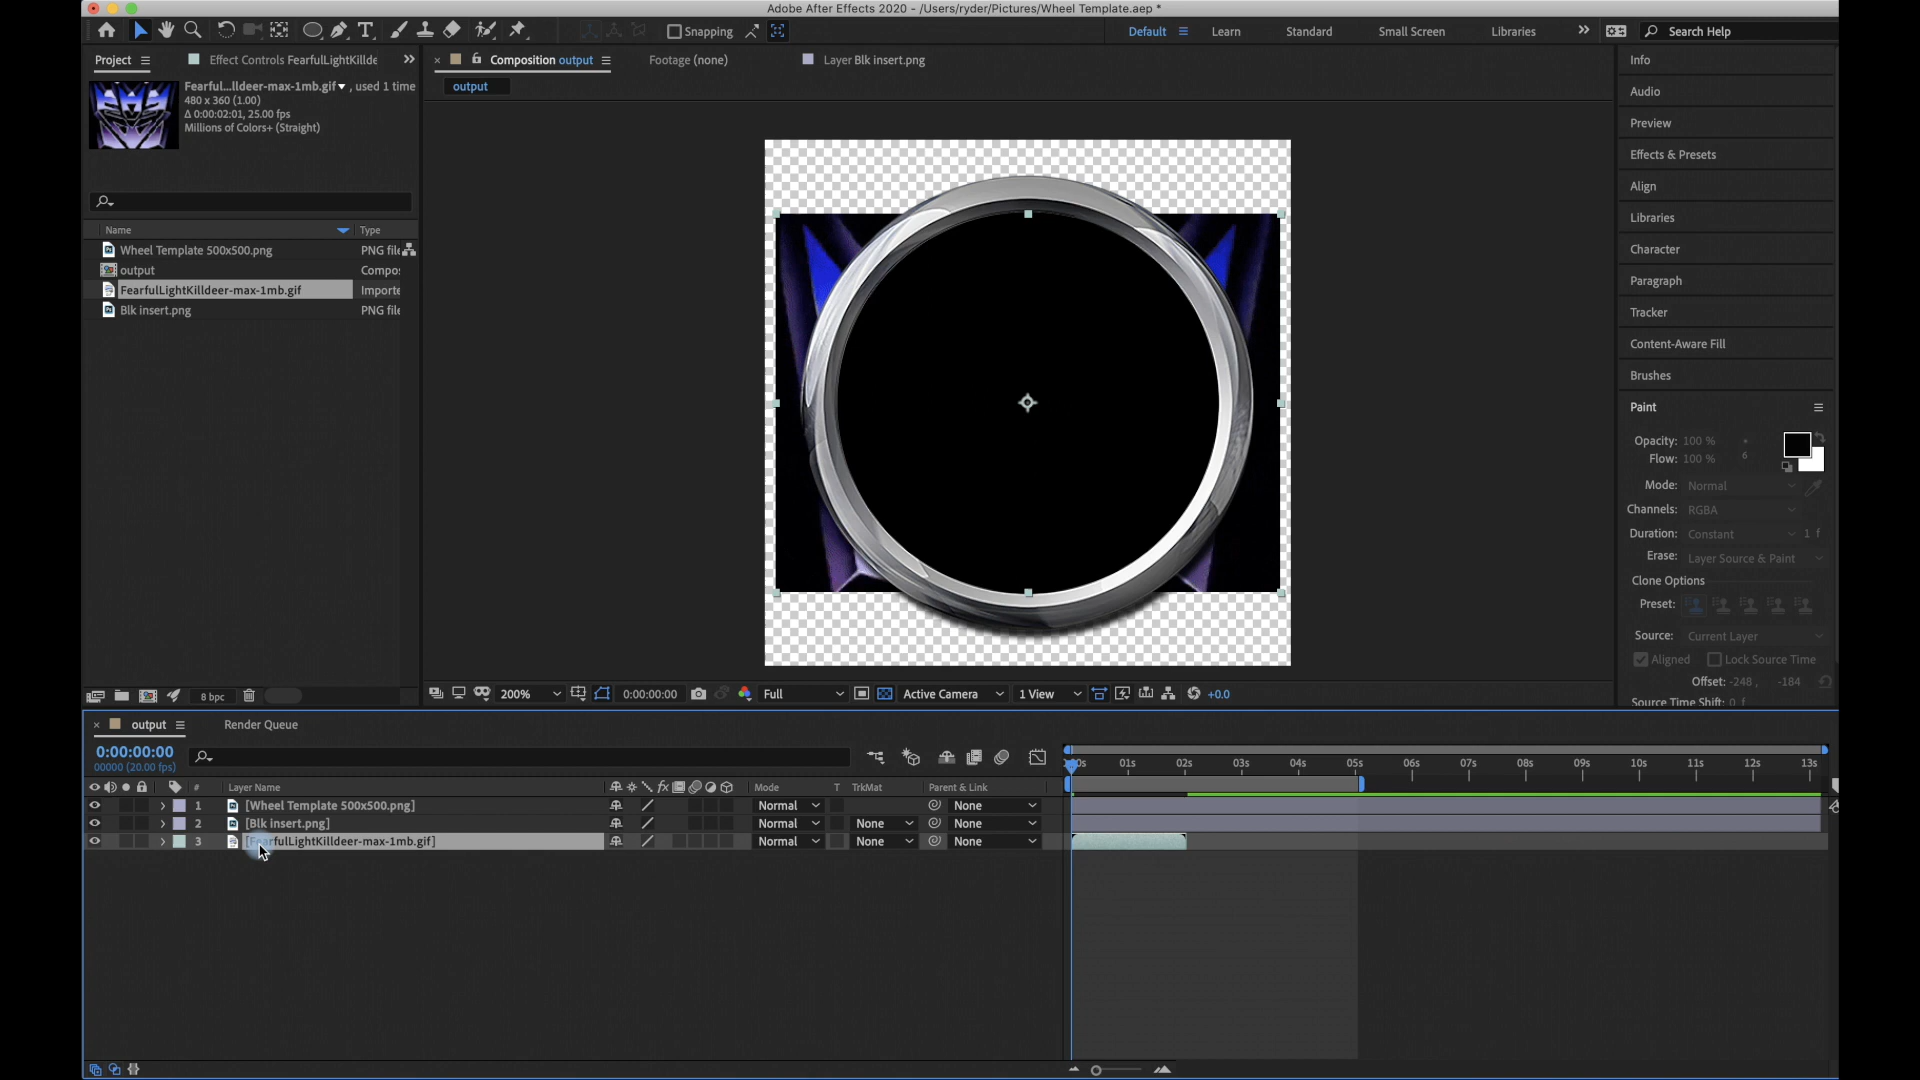 Adobe After Effects 2020 - /Users/ryder/Pictures/Wheel Template.aep *
Snapping
Default
Learn
Standard
Small Screen
Libraries
Search Help
Project
Effect Controls FearfulLightKillde
Composition output
Footage (none)
Layer Blk insert.png
output
Fearful...lldeer-max-1mb.gif , used 1 time
480 x 360 (1.00)
Δ 0:00:02:01, 25.00 fps
Millions of Colors+ (Straight)
Name
Type
Wheel Template 500x500.png
PNG file
output
Compos
FearfulLightKilldeer-max-1mb.gif
Importe
Blk insert.png
PNG file
8 bpc
200%
0:00:00:00
Full
Active Camera
1 View
+0.0
Info
Audio
Preview
Effects & Presets
Align
Libraries
Character
Paragraph
Tracker
Content-Aware Fill
Brushes
Paint
Opacity: 100 %
Flow: 100 %
6
Mode: Normal
Channels: RGBA
Duration: Constant 1 f
Erase: Layer Source & Paint
Clone Options
Preset:
Source: Current Layer
Aligned Lock Source Time
Offset: -248 , -184
Source Time Shift: 0 f
output
Render Queue
0:00:00:00
00000 (20.00 fps)
# Layer Name
Mode T TrkMat Parent & Link
01s 02s 03s 04s 05s 06s 07s 08s 09s 10s 11s 12s 13s
1 [Wheel Template 500x500.png] Normal None
2 [Blk insert.png] Normal None None
3 [FearfulLightKilldeer-max-1mb.gif] Normal None None